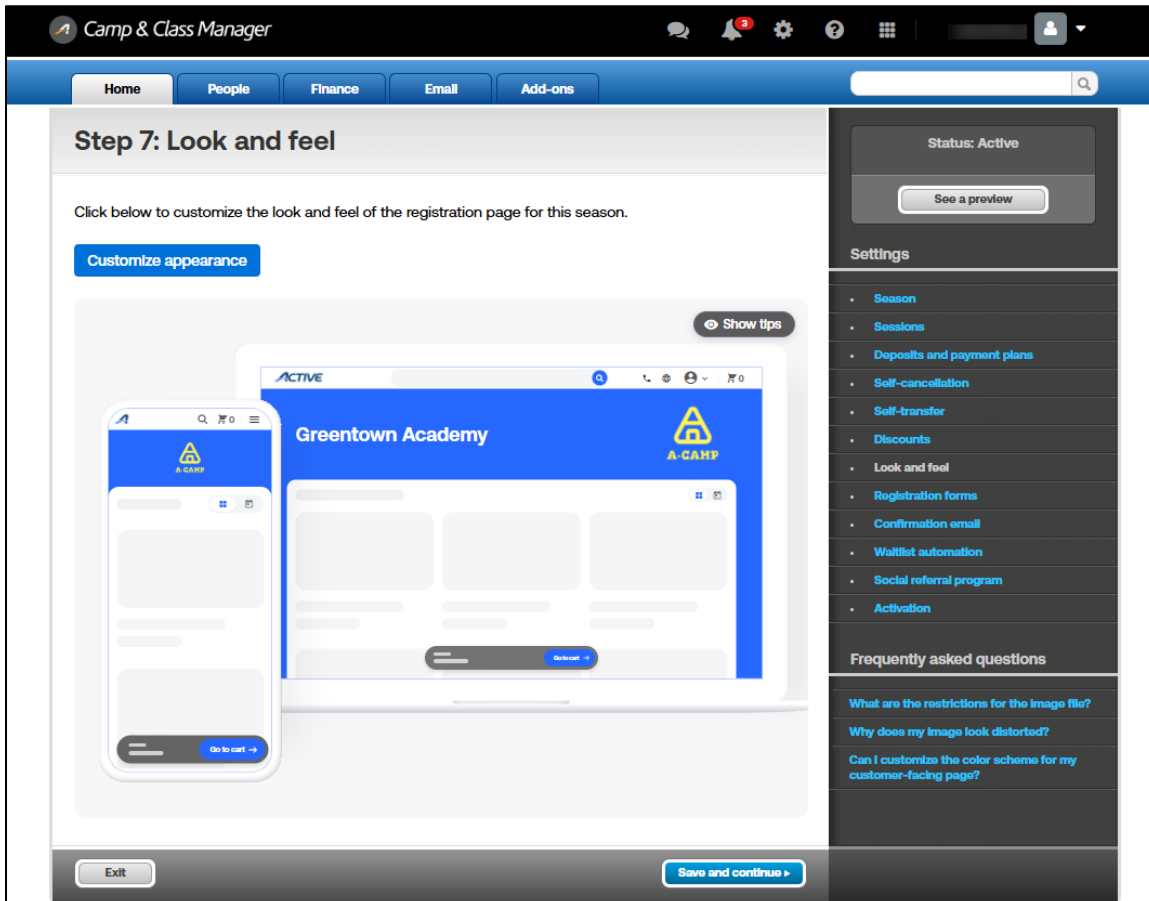 Camp & Class Manager
3
Home People Finance Email Add-ons
Step 7: Look and feel
Click below to customize the look and feel of the registration page for this season.
Customize appearance
Show tips
ACTIVE
0
Greentown Academy
A-CAMP
Go to cart →
0
A-CAMP
Go to cart →
Exit
Save and continue ▸
Status: Active
See a preview
Settings
• Season
• Sessions
• Deposits and payment plans
• Self-cancellation
• Self-transfer
• Discounts
• Look and feel
• Registration forms
• Confirmation email
• Waitlist automation
• Social referral program
• Activation
Frequently asked questions
What are the restrictions for the image file?
Why does my image look distorted?
Can I customize the color scheme for my
customer-facing page?